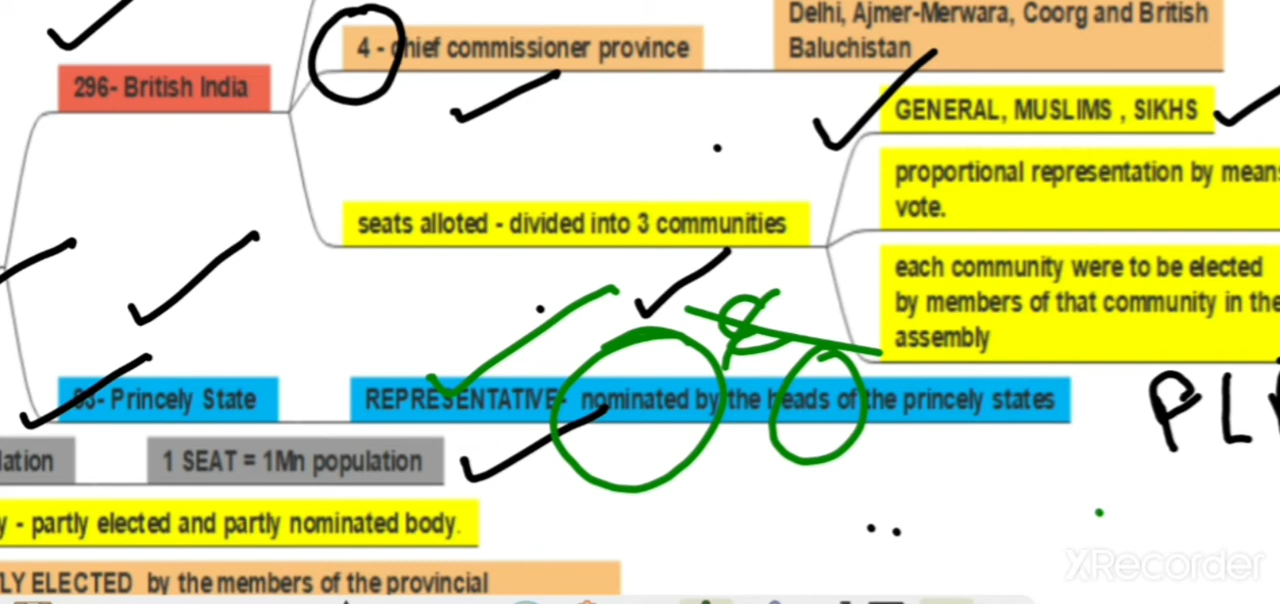 Delhi, Ajmer-Merwara, Coorg and British
Baluchistan
4 - chief commissioner province
296- British India
GENERAL, MUSLIMS , SIKHS
proportional representation by means
vote.
seats alloted - divided into 3 communities
each community were to be elected
by members of that community in the
assembly
Princely State
REPRESENTATIVE- nominated by the heads of the princely states
PL
lation
1 SEAT = 1Mn population
y - partly elected and partly nominated body.
LY ELECTED by the members of the provincial
XRecorder